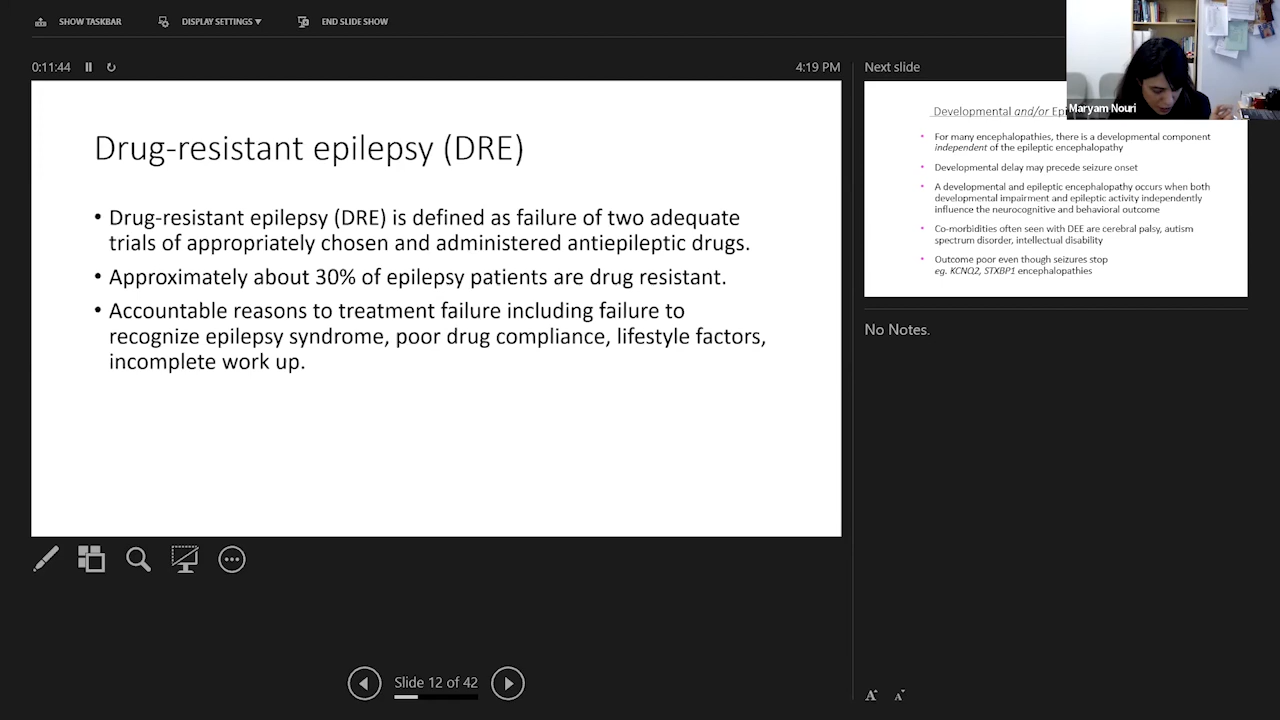 SHOW TASKBAR
DISPLAY SETTINGS ▼
END SLIDE SHOW
0:11:44
4:19 PM
Drug-resistant epilepsy (DRE)
• Drug-resistant epilepsy (DRE) is defined as failure of two adequate
trials of appropriately chosen and administered antiepileptic drugs.
• Approximately about 30% of epilepsy patients are drug resistant.
• Accountable reasons to treatment failure including failure to
recognize epilepsy syndrome, poor drug compliance, lifestyle factors,
incomplete work up.
Slide 12 of 42
Next slide
Maryam Nouri
Developmental and/or
• For many encephalopathies, there is a developmental component
independent of the epileptic encephalopathy
• Developmental delay may precede seizure onset
• A developmental and epileptic encephalopathy occurs when both
developmental impairment and epileptic activity independently
influence the neurocognitive and behavioral outcome
• Co-morbidities often seen with DEE are cerebral palsy, autism
spectrum disorder, intellectual disability
• Outcome poor even though seizures stop
eg. KCNQ2, STXBP1 encephalopathies
No Notes.
A A